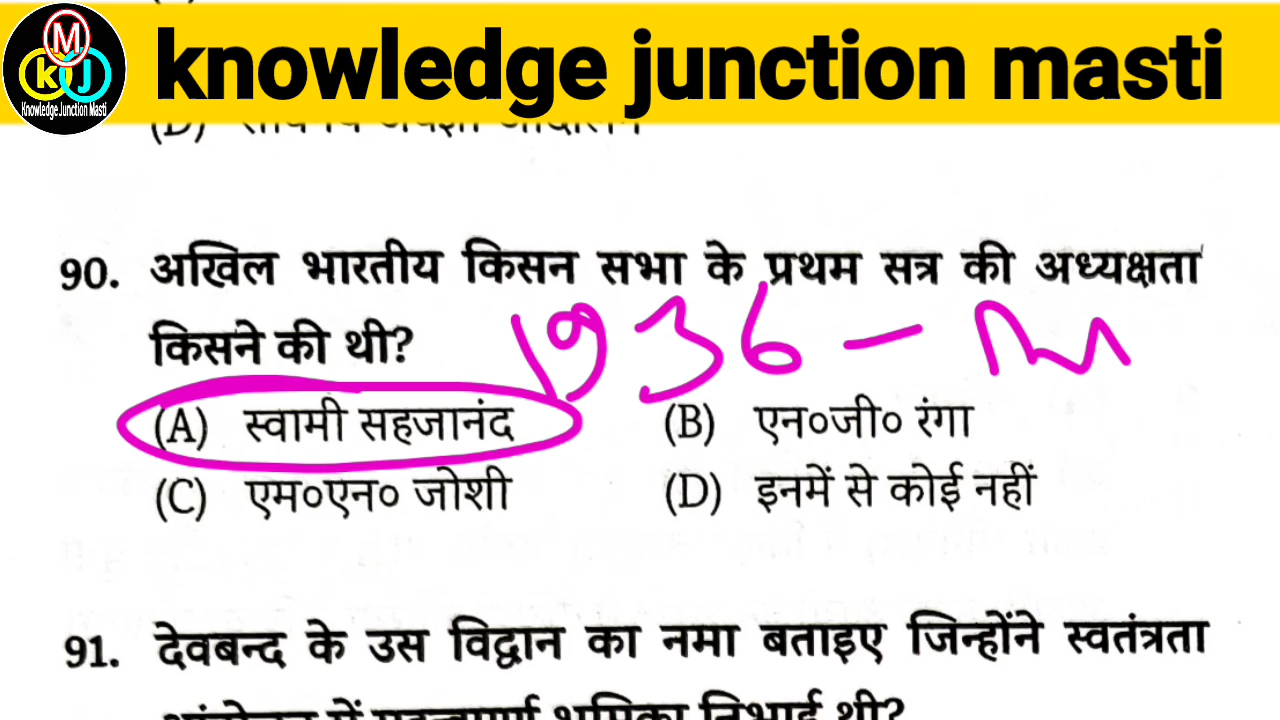 M
KJ
Knowledge Junction Masti
knowledge junction masti
90. अखिल भारतीय किसन सभा के प्रथम सत्र की अध्यक्षता
किसने की थी?
1936 –
(A) स्वामी सहजानंद (B) एन०जी० रंगा
(C) एम०एन० जोशी (D) इनमें से कोई नहीं
91. देवबन्द के उस विद्वान का नमा बताइए जिन्होंने स्वतंत्रता